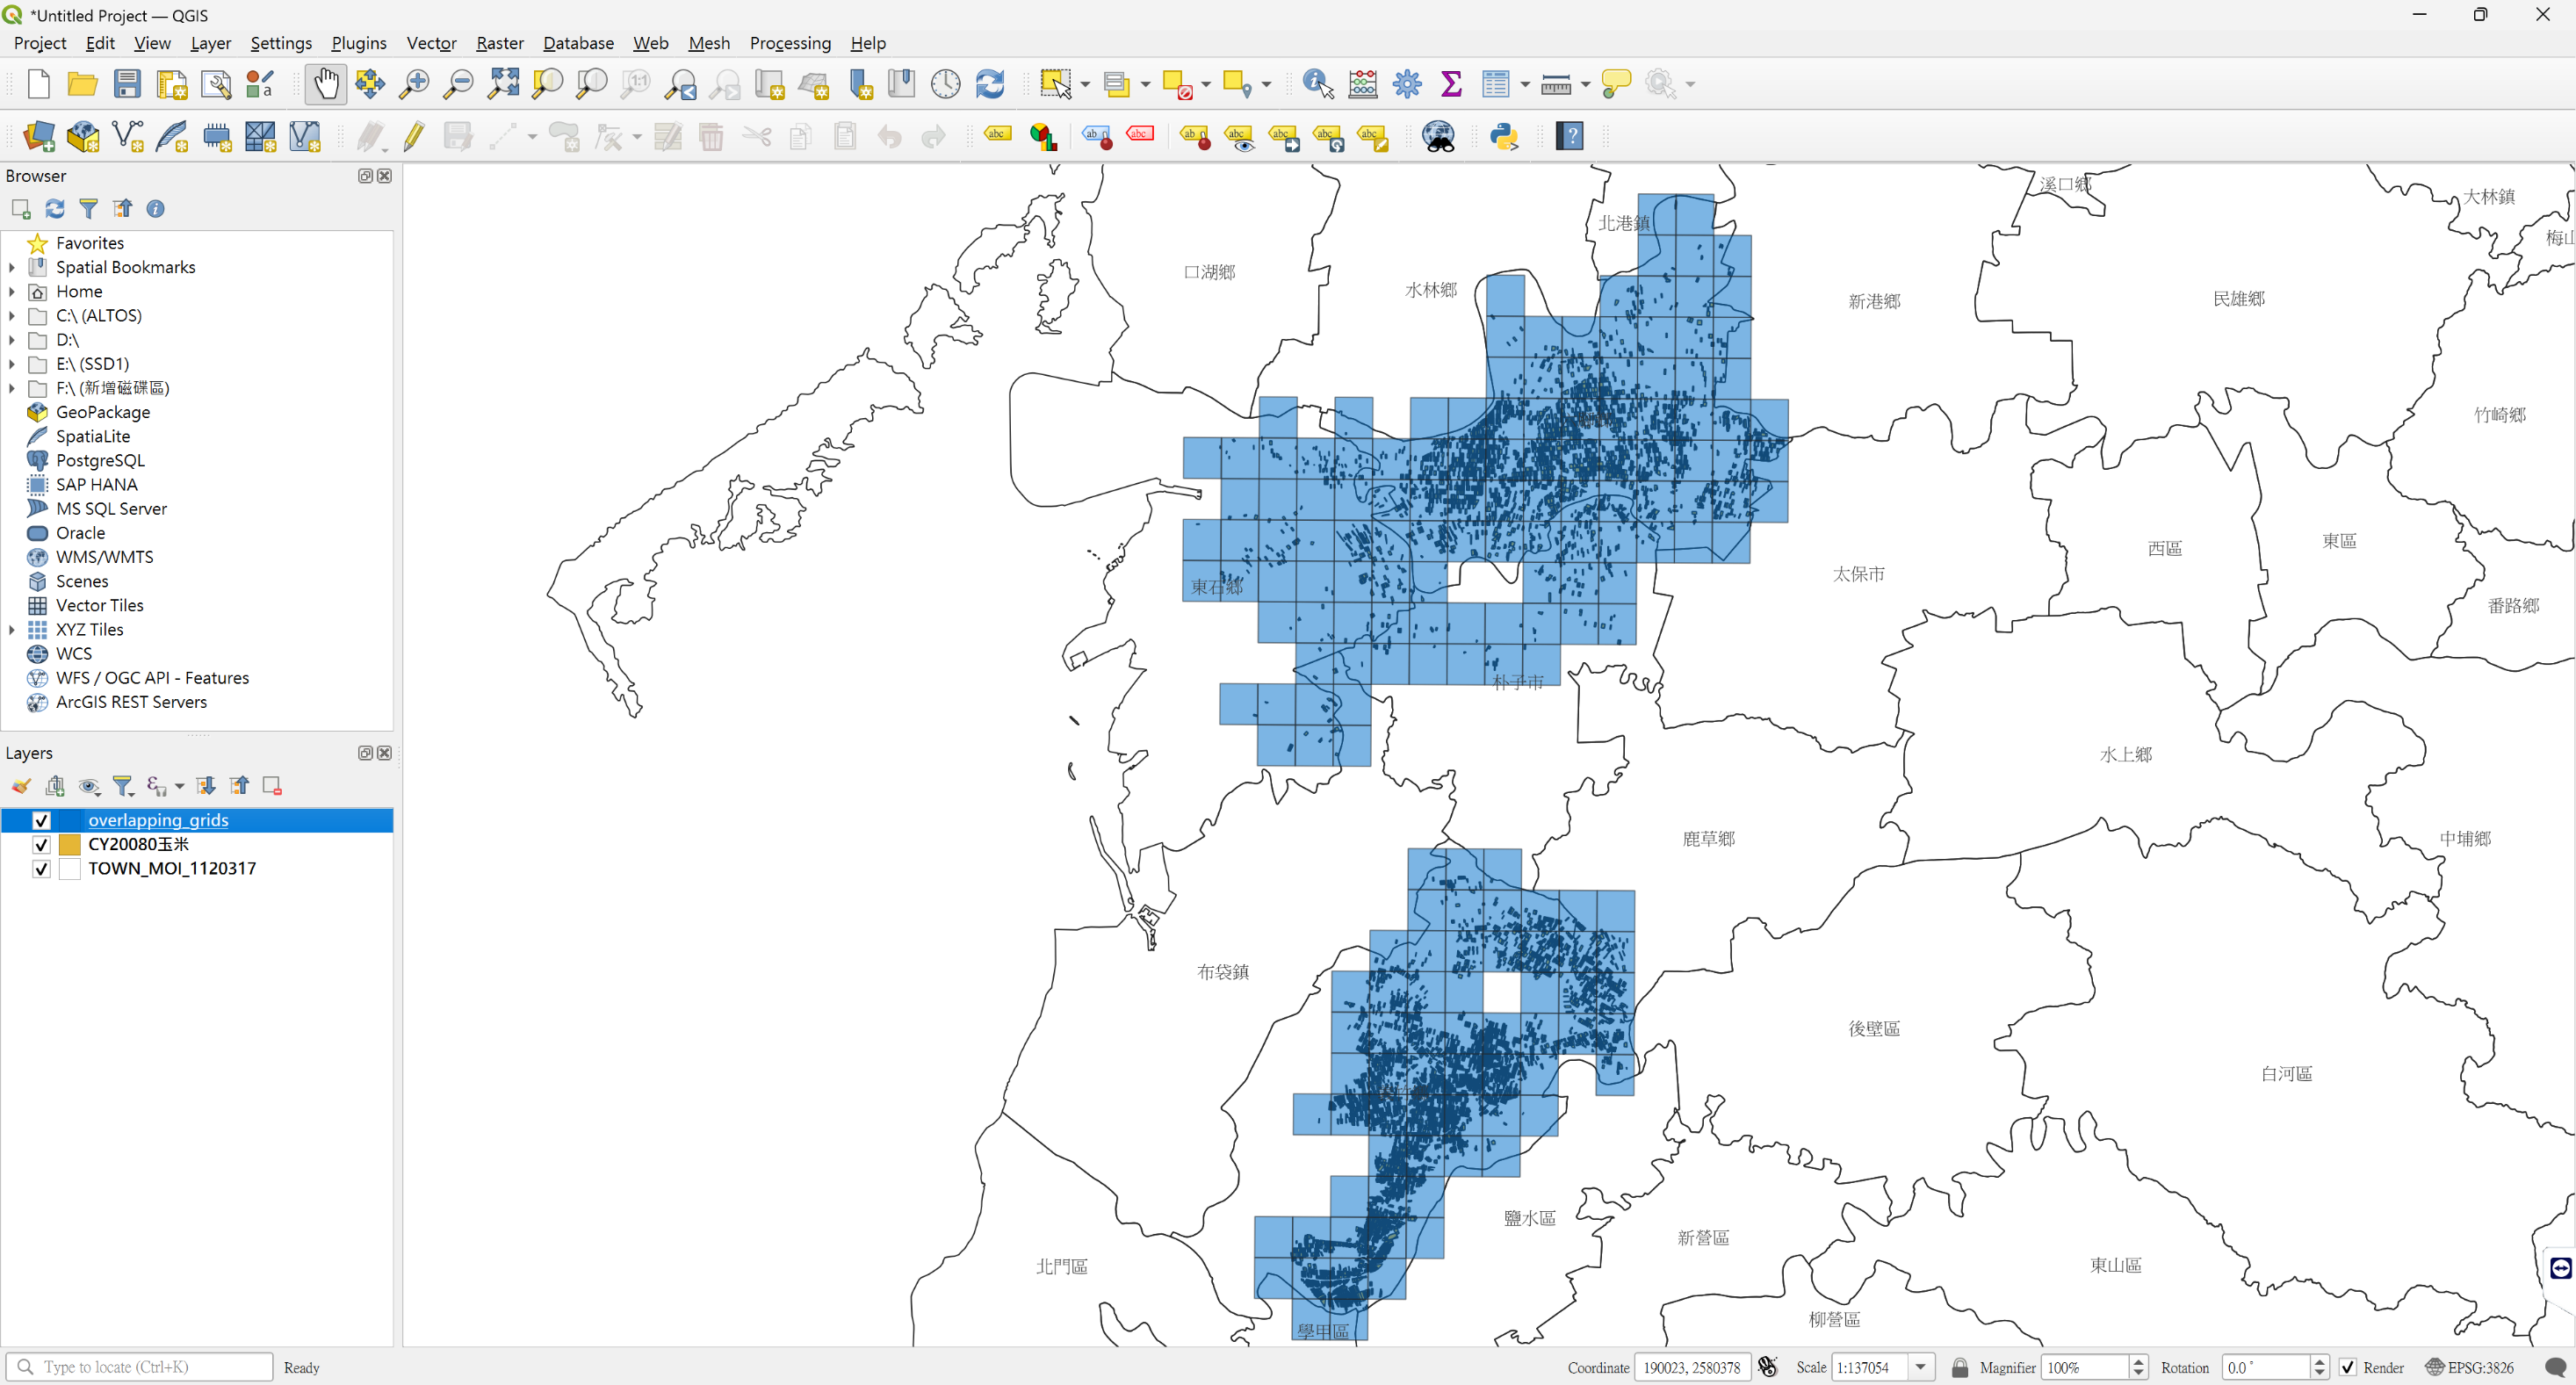 *Untitled Project — QGIS
Project Edit View Layer Settings Plugins Vector Raster Database Web Mesh Processing Help
Browser
Favorites
Spatial Bookmarks
Home
C:\ (ALTOS)
D:\
E:\ (SSD1)
F:\ (新增磁碟區)
GeoPackage
SpatiaLite
PostgreSQL
SAP HANA
MS SQL Server
Oracle
WMS/WMTS
Scenes
Vector Tiles
XYZ Tiles
WCS
WFS / OGC API - Features
ArcGIS REST Servers
Layers
overlapping_grids
CY20080玉米
TOWN_MOI_1120317
溪口鄉
大林鎮
北港鎮
梅山
口湖鄉
水林鄉
新港鄉
民雄鄉
竹崎鄉
東區
西區
太保市
東石鄉
番路鄉
朴子市
水上鄉
鹿草鄉
中埔鄉
布袋鎮
後壁區
白河區
鹽水區
新營區
北門區
東山區
柳營區
學甲區
Type to locate (Ctrl+K) Ready Coordinate 190023, 2580378 Scale 1:137054 Magnifier 100% Rotation 0.0 ° Render EPSG:3826